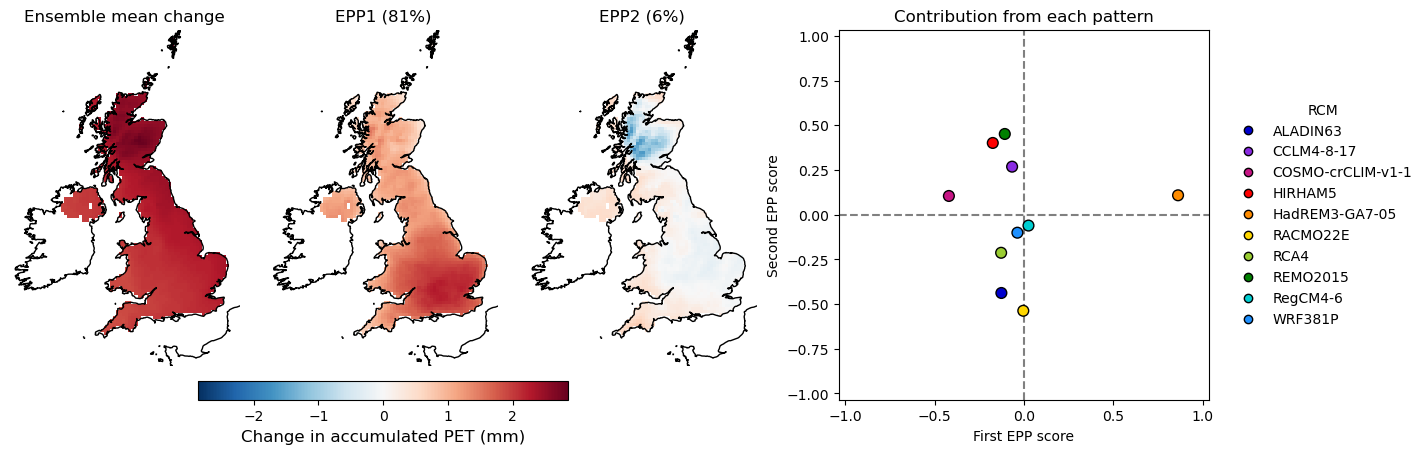 Ensemble mean change
EPP1 (81%)
EPP2 (6%)
−2 −1 0 1 2
Change in accumulated PET (mm)
Contribution from each pattern
Second EPP score
1.00
0.75
0.50
0.25
0.00
−0.25
−0.50
−0.75
−1.00
−1.0 −0.5 0.0 0.5 1.0
First EPP score
RCM
ALADIN63
CCLM4-8-17
COSMO-crCLIM-v1-1
HIRHAM5
HadREM3-GA7-05
RACMO22E
RCA4
REMO2015
RegCM4-6
WRF381P